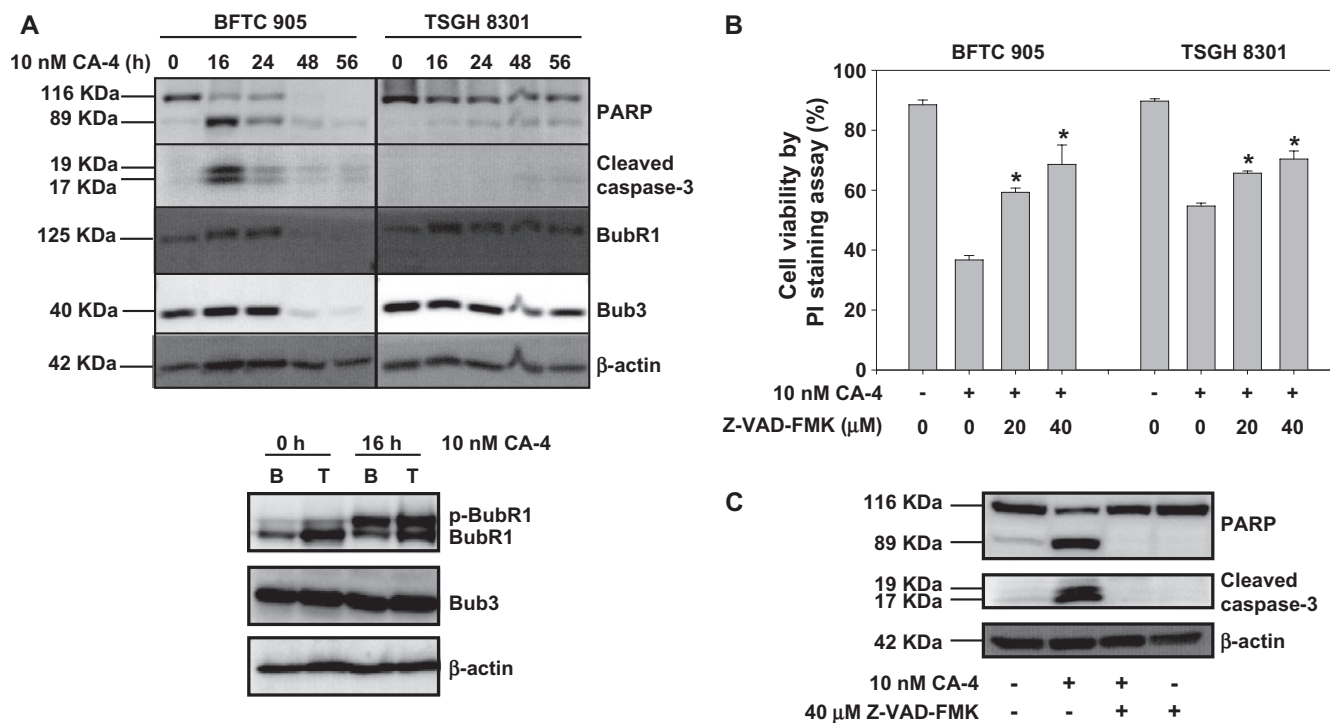 A
BFTC 905 TSGH 8301
10 nM CA-4 (h) 0 16 24 48 56 0 16 24 48 56
116 KDa
89 KDa
PARP
19 KDa
17 KDa
Cleaved
caspase-3
125 KDa
BubR1
40 KDa
Bub3
42 KDa
β-actin
0 h 16 h 10 nM CA-4
B T B T
p-BubR1
BubR1
Bub3
β-actin
B
BFTC 905 TSGH 8301
Cell viability by
PI staining assay (%)
100
80
60
40
20
0
* * * *
10 nM CA-4 - + + + - + + +
Z-VAD-FMK (μM) 0 0 20 40 0 0 20 40
C
116 KDa
PARP
89 KDa
19 KDa
17 KDa
Cleaved
caspase-3
42 KDa
β-actin
10 nM CA-4 - + + -
40 μM Z-VAD-FMK - - + +